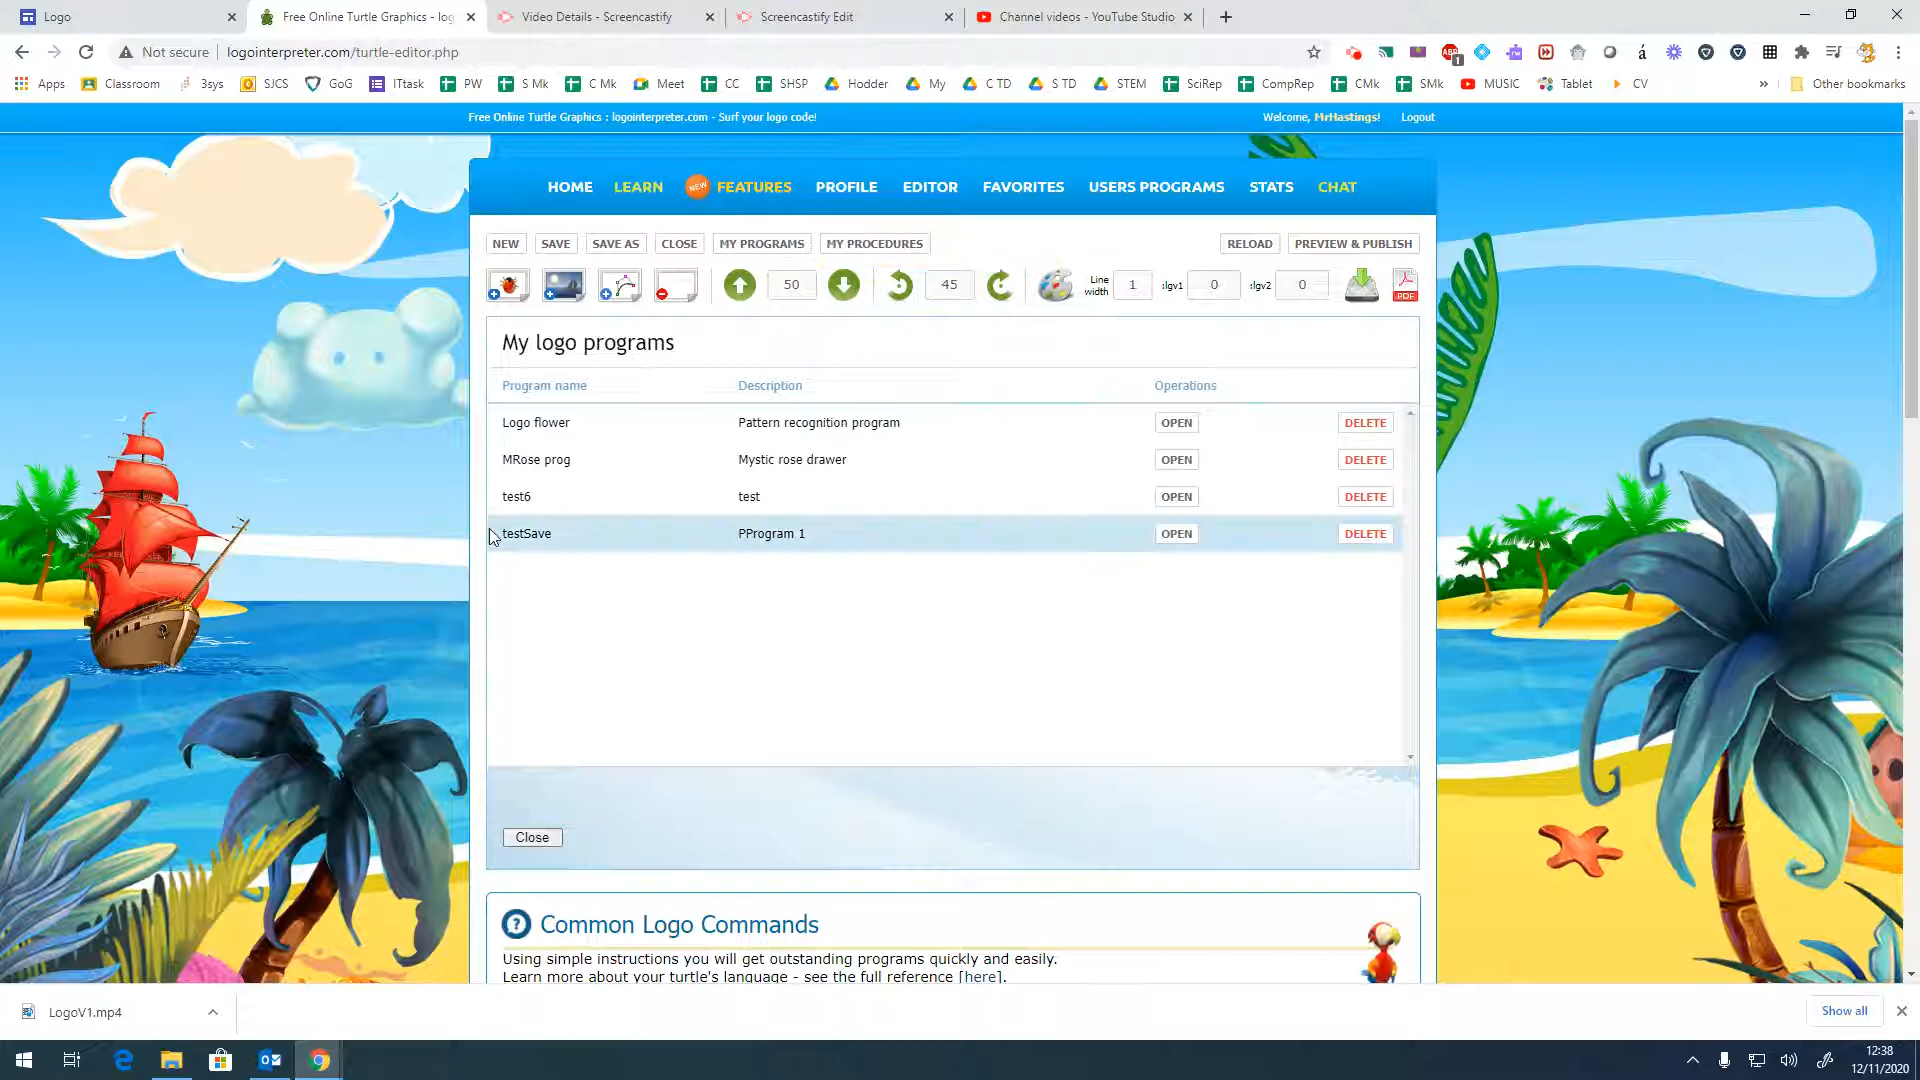 Logo
Free Online Turtle Graphics - log
Video Details - Screencastify
Screencastify Edit
Channel videos - YouTube Studio
Not secure
logointerpreter.com/turtle-editor.php
ABP
1
á
Apps
Classroom
3sys
SJCS
GoG
ITtask
PW
S Mk
C Mk
Meet
CC
SHSP
Hodder
My
C TD
S TD
STEM
SciRep
CompRep
CMk
SMk
MUSIC
Tablet
CV
»
Other bookmarks
Free Online Turtle Graphics : logointerpreter.com - Surf your logo code!
Welcome, MrHastings!
Logout
HOME
LEARN
NEW
FEATURES
PROFILE
EDITOR
FAVORITES
USERS PROGRAMS
STATS
CHAT
NEW
SAVE
SAVE AS
CLOSE
MY PROGRAMS
MY PROCEDURES
RELOAD
PREVIEW & PUBLISH
50
45
Line
width
1
:lgv1
0
:lgv2
0
PDF
My logo programs
Program name
Description
Operations
Logo flower
Pattern recognition program
OPEN
DELETE
MRose prog
Mystic rose drawer
OPEN
DELETE
test6
test
OPEN
DELETE
testSave
PProgram 1
OPEN
DELETE
Close
? Common Logo Commands
Using simple instructions you will get outstanding programs quickly and easily.
Learn more about your turtle's language - see the full reference [here].
LogoV1.mp4
Show all
12:38
12/11/2020